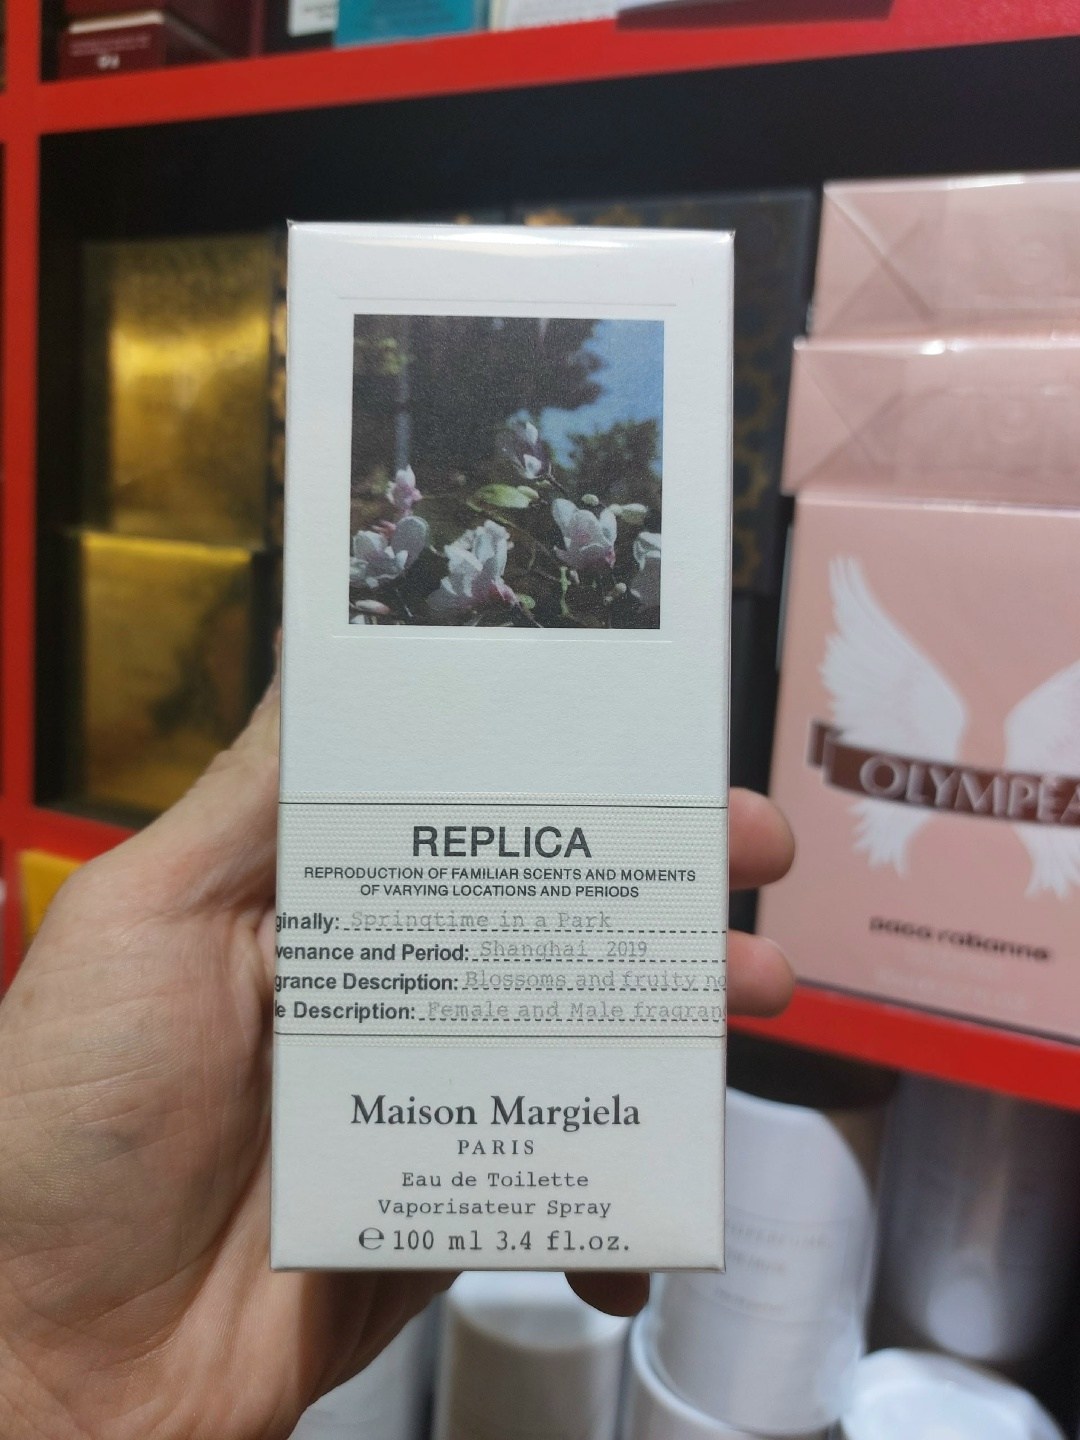 REPLICA
REPRODUCTION OF FAMILIAR SCENTS AND MOMENTS
OF VARYING LOCATIONS AND PERIODS
ginally: Springtime in a Park
venance and Period: Shanghai 2019
grance Description: Blossoms and fruity no
e Description: Female and Male fragran
Maison Margiela
PARIS
Eau de Toilette
Vaporisateur Spray
℮ 100 ml 3.4 fl.oz.
OLYMPÉA
paco rabanne